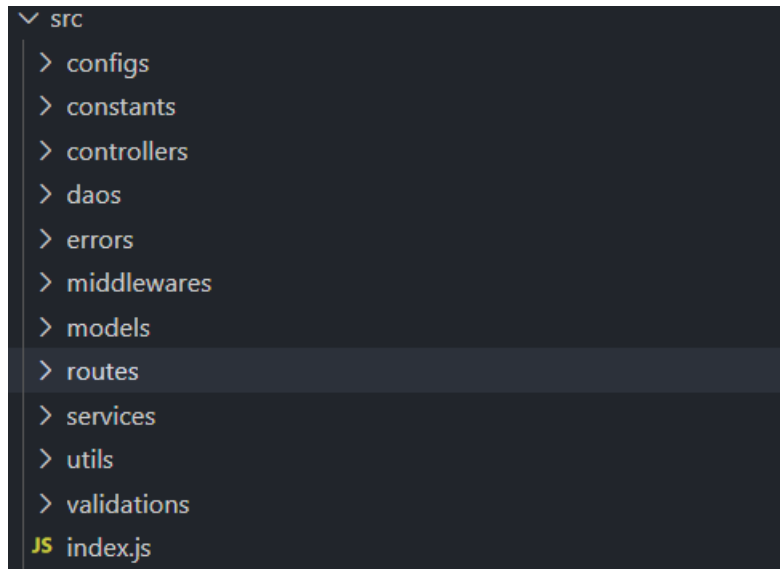 src
configs
constants
controllers
daos
errors
middlewares
models
routes
services
utils
validations
JS index.js